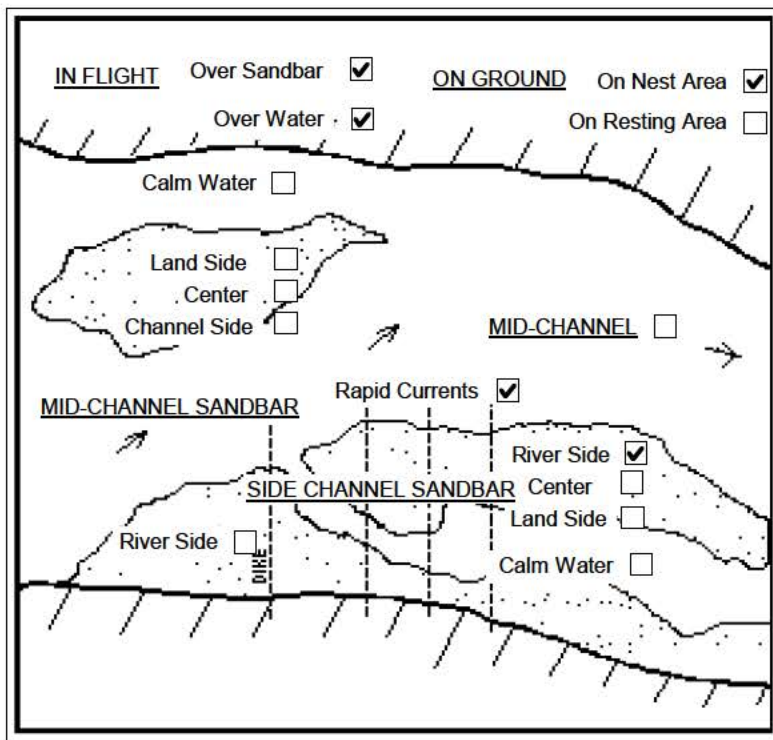 IN FLIGHT Over Sandbar ON GROUND On Nest Area
Over Water On Resting Area
Calm Water
Land Side
Center
Channel Side
MID-CHANNEL
Rapid Currents
MID-CHANNEL SANDBAR
River Side
SIDE CHANNEL SANDBAR Center
Land Side
River Side
DIKE
Calm Water